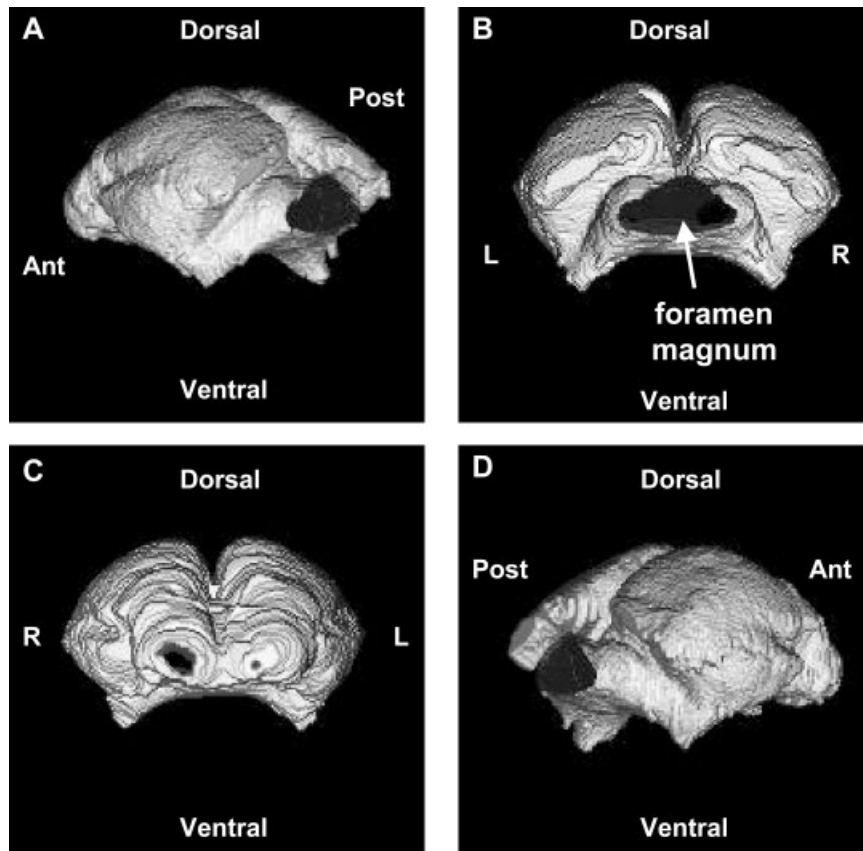 A
Dorsal
Post
Ant
Ventral
B
Dorsal
L
R
foramen
magnum
Ventral
C
Dorsal
R
L
Ventral
D
Dorsal
Post
Ant
Ventral